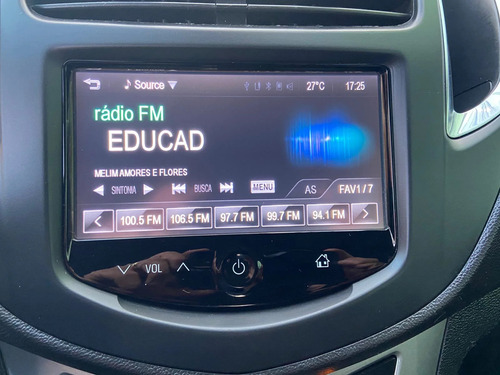 Source 27°C 17:25
rádio FM
EDUCAD
MELIM AMORES E FLORES
SINTONIA BUSCA MENU AS FAV1 / 7
100.5 FM 106.5 FM 97.7 FM 99.7 FM 94.1 FM
VOL